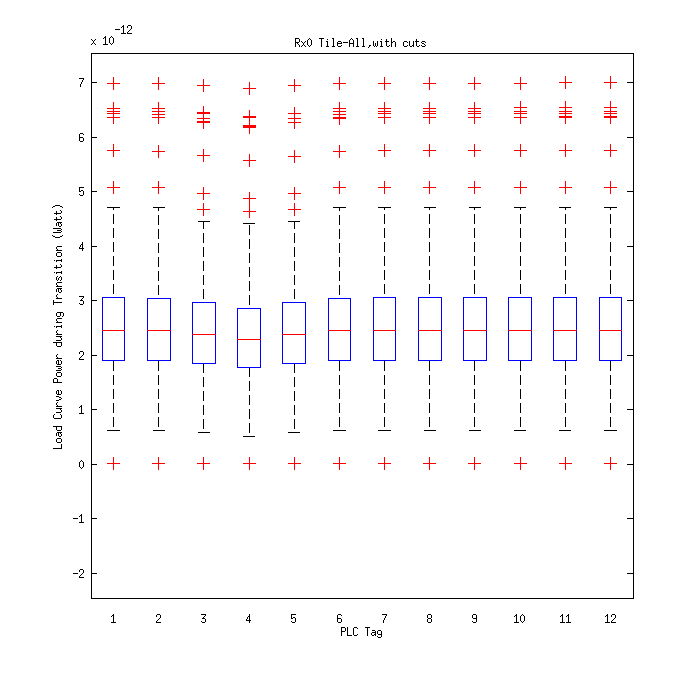 x 10^-12
Rx0 Tile-All,with cuts
7
6
5
4
3
2
1
0
-1
-2
Load Curve Power during Transition (Watt)
1 2 3 4 5 6 7 8 9 10 11 12
PLC Tag